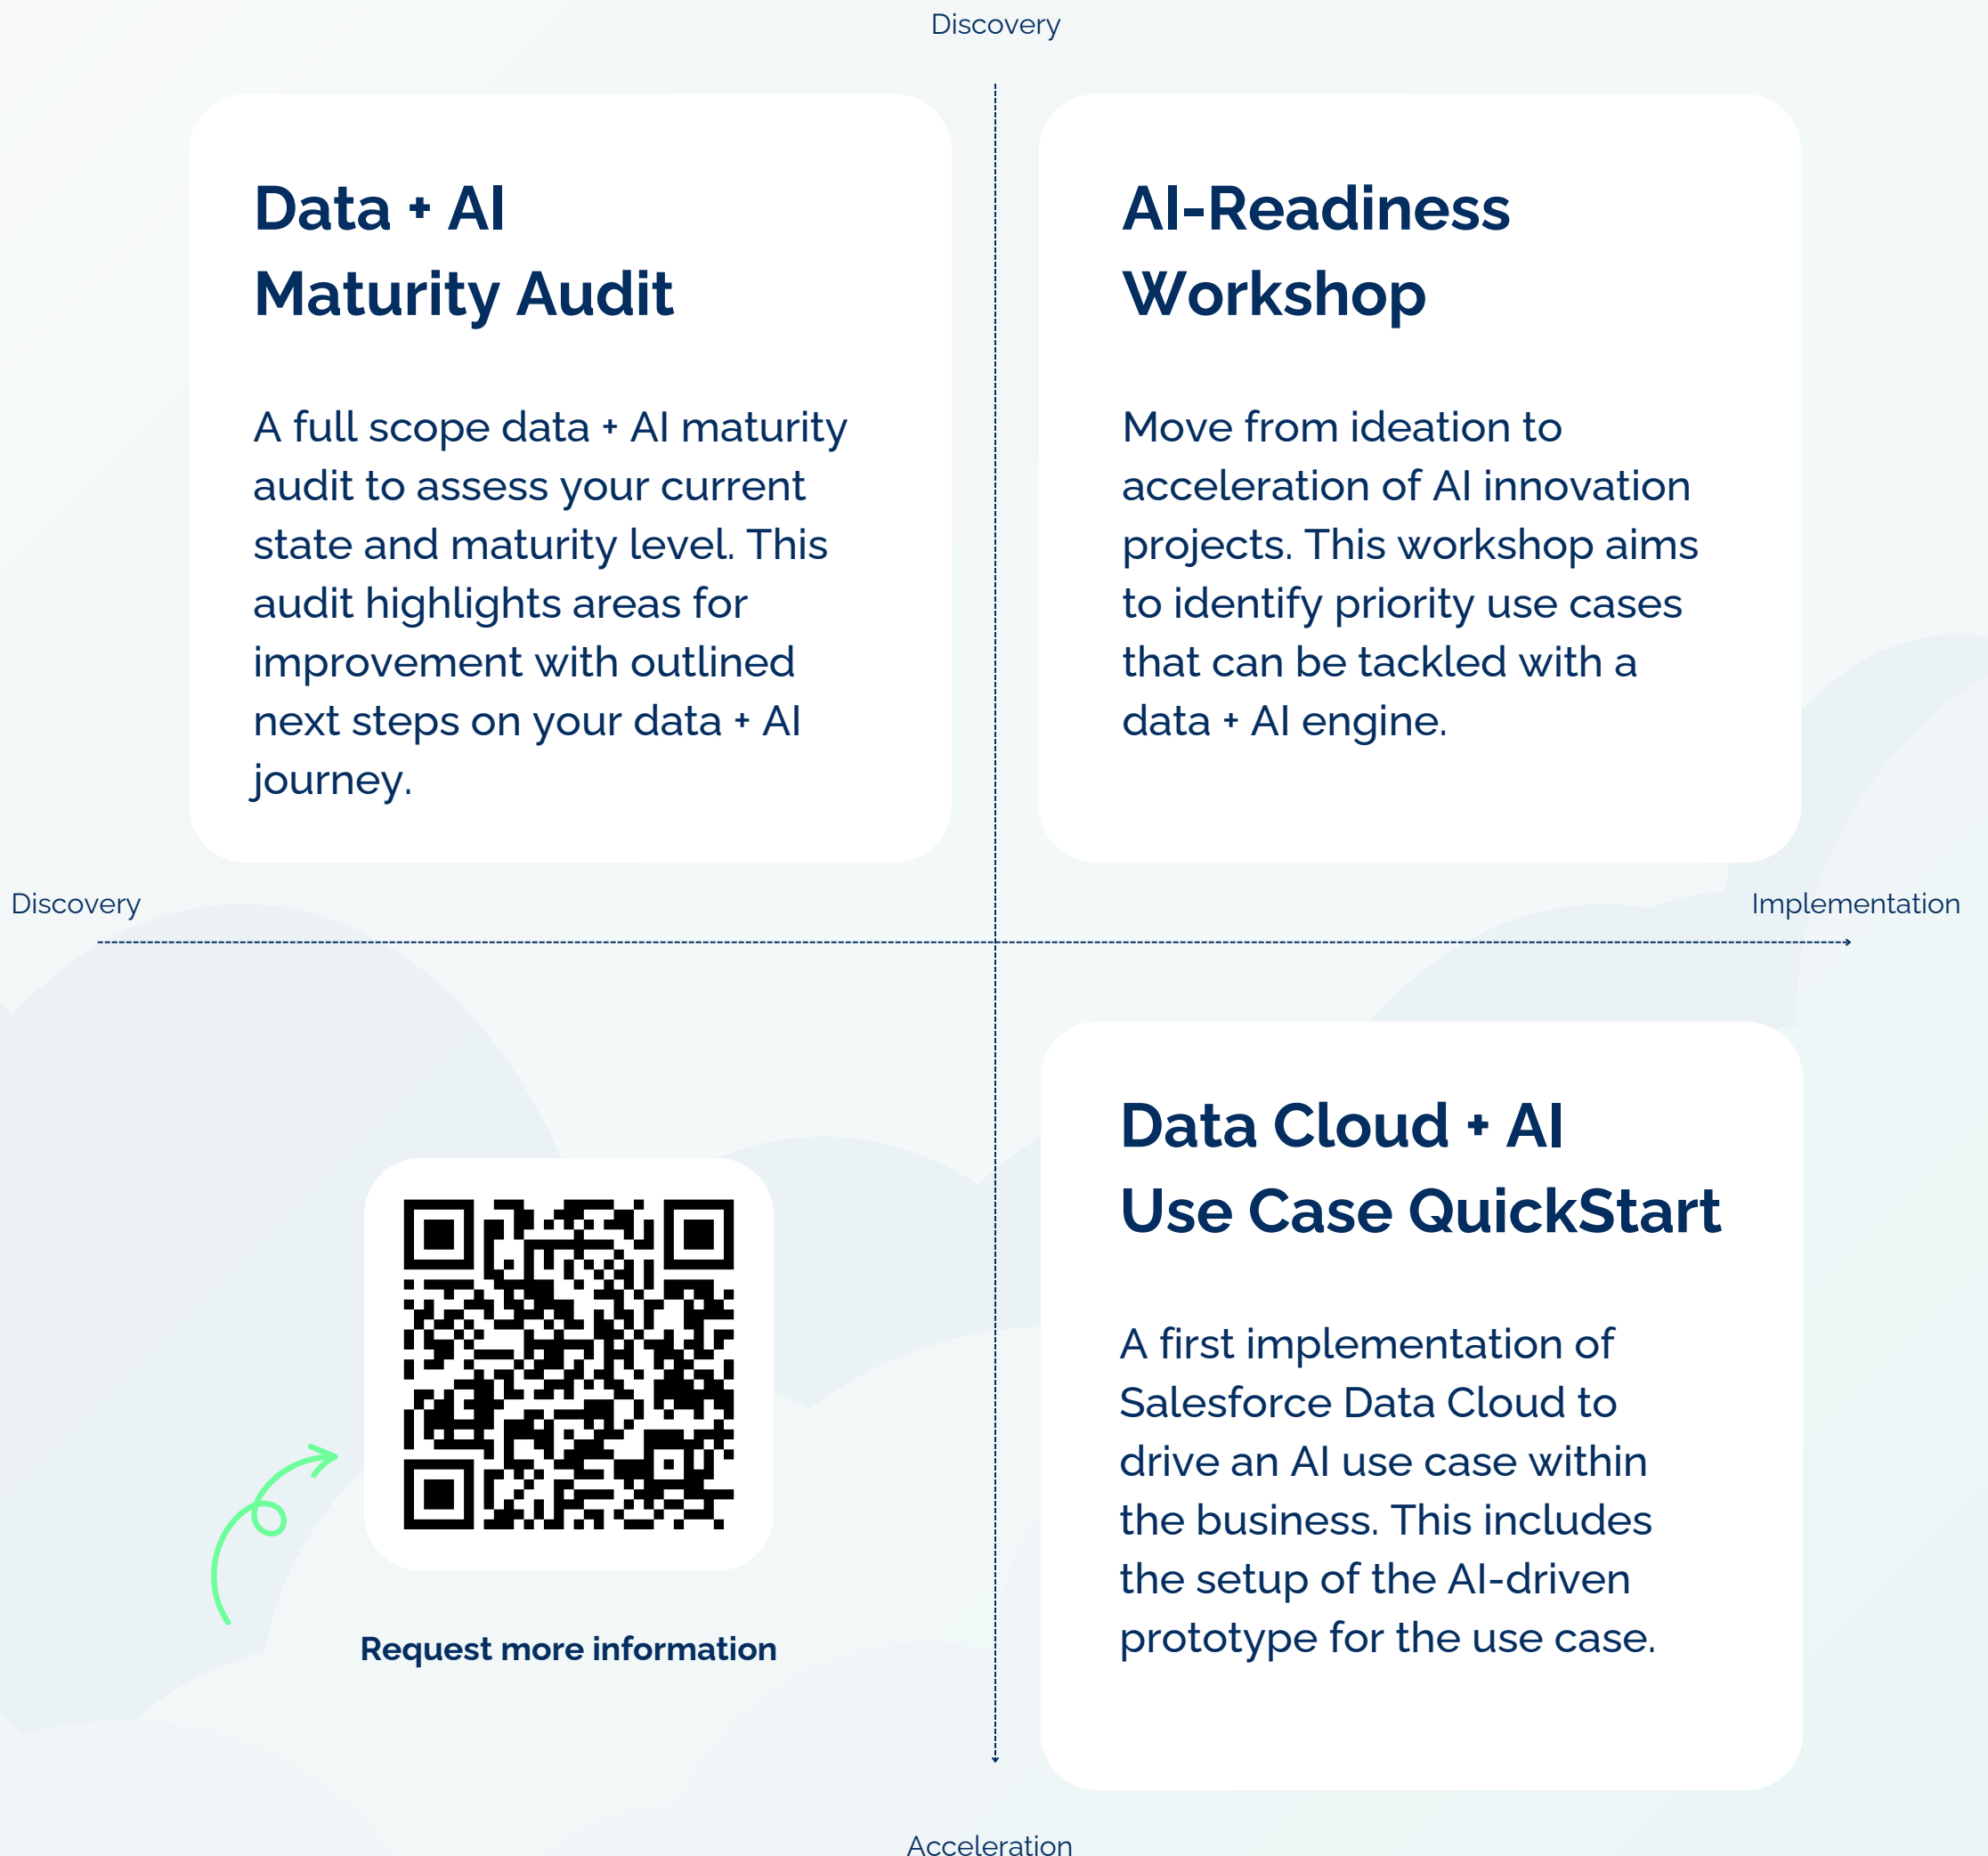 Discovery
Data + AI
Maturity Audit
A full scope data + AI maturity
audit to assess your current
state and maturity level. This
audit highlights areas for
improvement with outlined
next steps on your data + AI
journey.
AI-Readiness
Workshop
Move from ideation to
acceleration of AI innovation
projects. This workshop aims
to identify priority use cases
that can be tackled with a
data + AI engine.
Discovery
Implementation
Request more information
Data Cloud + AI
Use Case QuickStart
A first implementation of
Salesforce Data Cloud to
drive an AI use case within
the business. This includes
the setup of the AI-driven
prototype for the use case.
Acceleration